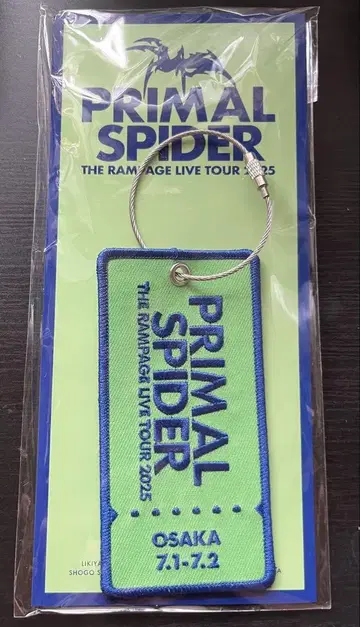 PRIMAL
SPIDER
THE RAMPAGE LIVE TOUR 2025
PRIMAL
SPIDER
THE RAMPAGE LIVE TOUR 2025
OSAKA
7.1-7.2
SHOGO